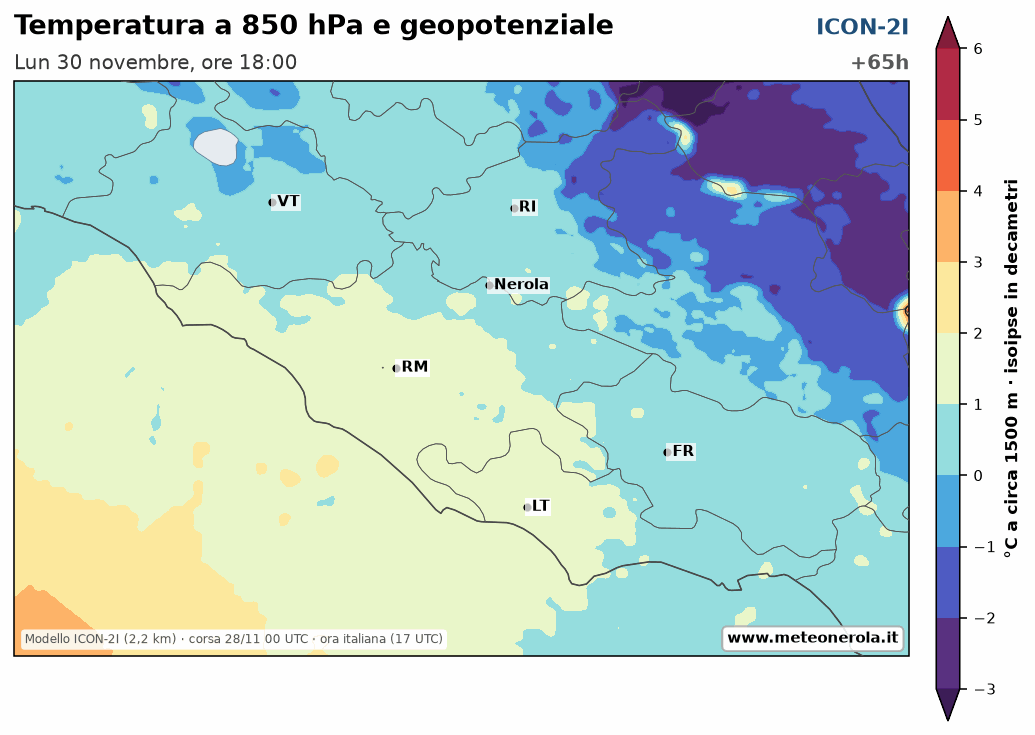 Temperatura a 850 hPa e geopotenziale
ICON-2I
Lun 30 novembre, ore 18:00
+65h
VT
RI
Nerola
RM
FR
LT
Modello ICON-2I (2,2 km) · corsa 28/11 00 UTC · ora italiana (17 UTC)
www.meteonerola.it
6
5
4
3
2
1
0
−1
−2
−3
°C a circa 1500 m · isoipse in decametri